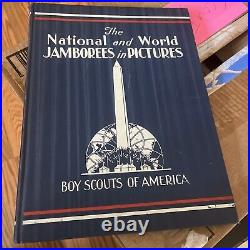 The
National and World
JAMBOREES in PICTURES
BOY SCOUTS OF AMERICA